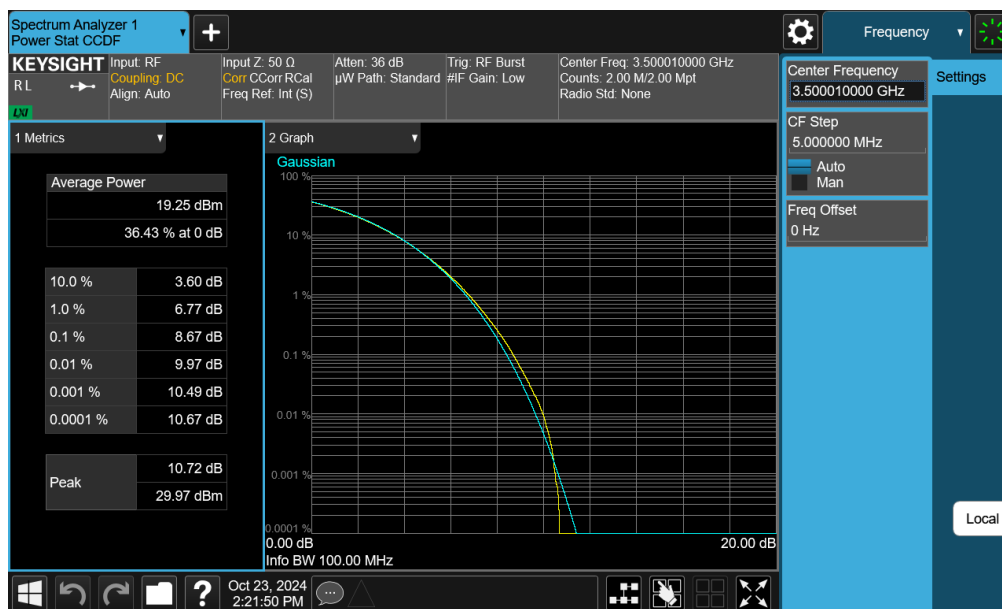 Spectrum Analyzer 1
Power Stat CCDF
+
Frequency
KEYSIGHT
RL
LXI
Input: RF
Coupling: DC
Align: Auto
Input Z: 50 Ω
Corr CCorr RCal
Freq Ref: Int (S)
Atten: 36 dB
µW Path: Standard
#IF Gain: Low
Trig: RF Burst
Center Freq: 3.500010000 GHz
Counts: 2.00 M/2.00 Mpt
Radio Std: None
Center Frequency
3.500010000 GHz
Settings
CF Step
5.000000 MHz
Auto
Man
Freq Offset
0 Hz
Local
1 Metrics
Average Power
19.25 dBm
36.43 % at 0 dB
10.0 % 3.60 dB
1.0 % 6.77 dB
0.1 % 8.67 dB
0.01 % 9.97 dB
0.001 % 10.49 dB
0.0001 % 10.67 dB
Peak
10.72 dB
29.97 dBm
2 Graph
Gaussian
100 %
10 %
1 %
0.1 %
0.01 %
0.001 %
0.0001 %
0.00 dB 20.00 dB
Info BW 100.00 MHz
?
Oct 23, 2024
2:21:50 PM